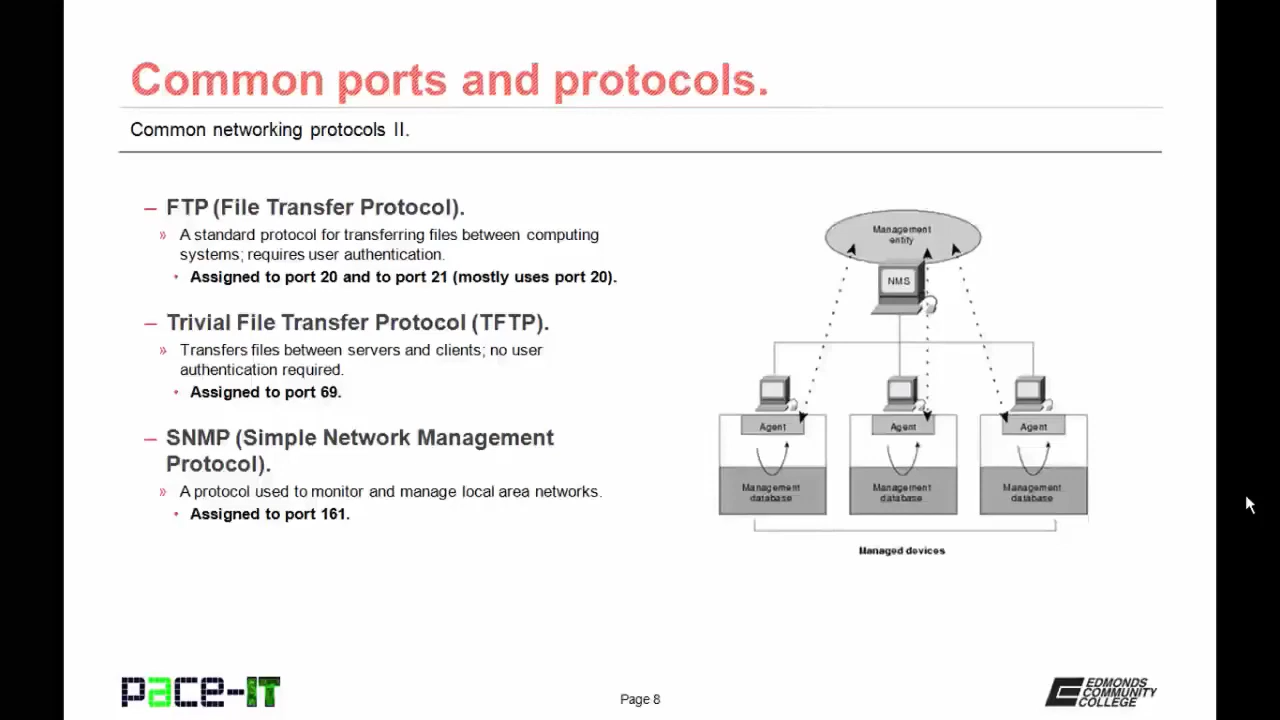 Common ports and protocols.
Common networking protocols II.
– FTP (File Transfer Protocol).
» A standard protocol for transferring files between computing
systems; requires user authentication.
• Assigned to port 20 and to port 21 (mostly uses port 20).
– Trivial File Transfer Protocol (TFTP).
» Transfers files between servers and clients; no user
authentication required.
• Assigned to port 69.
– SNMP (Simple Network Management
Protocol).
» A protocol used to monitor and manage local area networks.
• Assigned to port 161.
Management
entity
NMS
Agent
Agent
Agent
Management
database
Management
database
Management
database
Managed devices
pace-IT
Page 8
EDMONDS
COMMUNITY
COLLEGE